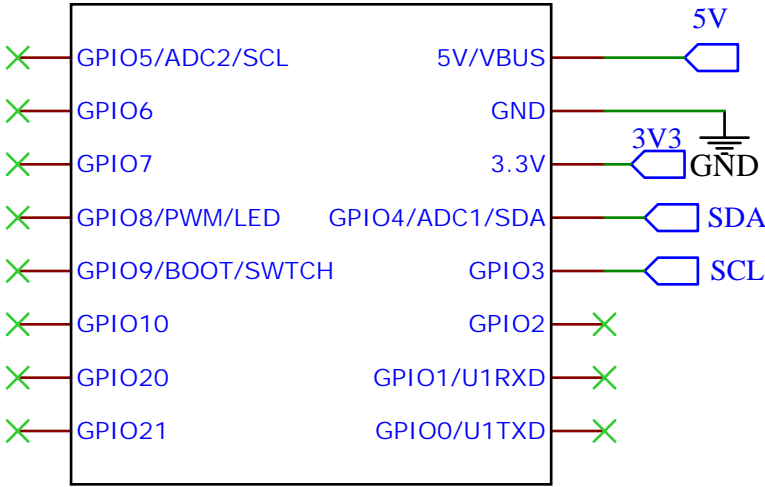 5V
GPIO5/ADC2/SCL 5V/VBUS
GPIO6 GND
3V3
GPIO7 3.3V GND
GPIO8/PWM/LED GPIO4/ADC1/SDA SDA
GPIO9/BOOT/SWTCH GPIO3 SCL
GPIO10 GPIO2
GPIO20 GPIO1/U1RXD
GPIO21 GPIO0/U1TXD